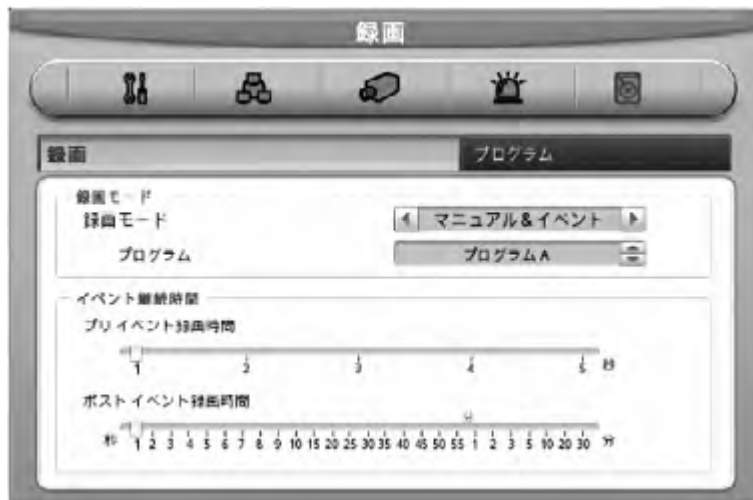 録画
録画 プログラム
録画モード
録画モード マニュアル&イベント
プログラム プログラムA
イベント継続時間
プリイベント録画時間
1 2 3 4 5 秒
ポストイベント録画時間
分
秒 1 2 3 4 5 6 7 8 9 10 15 20 25 30 35 40 45 50 55 1 2 3 5 10 20 30 分